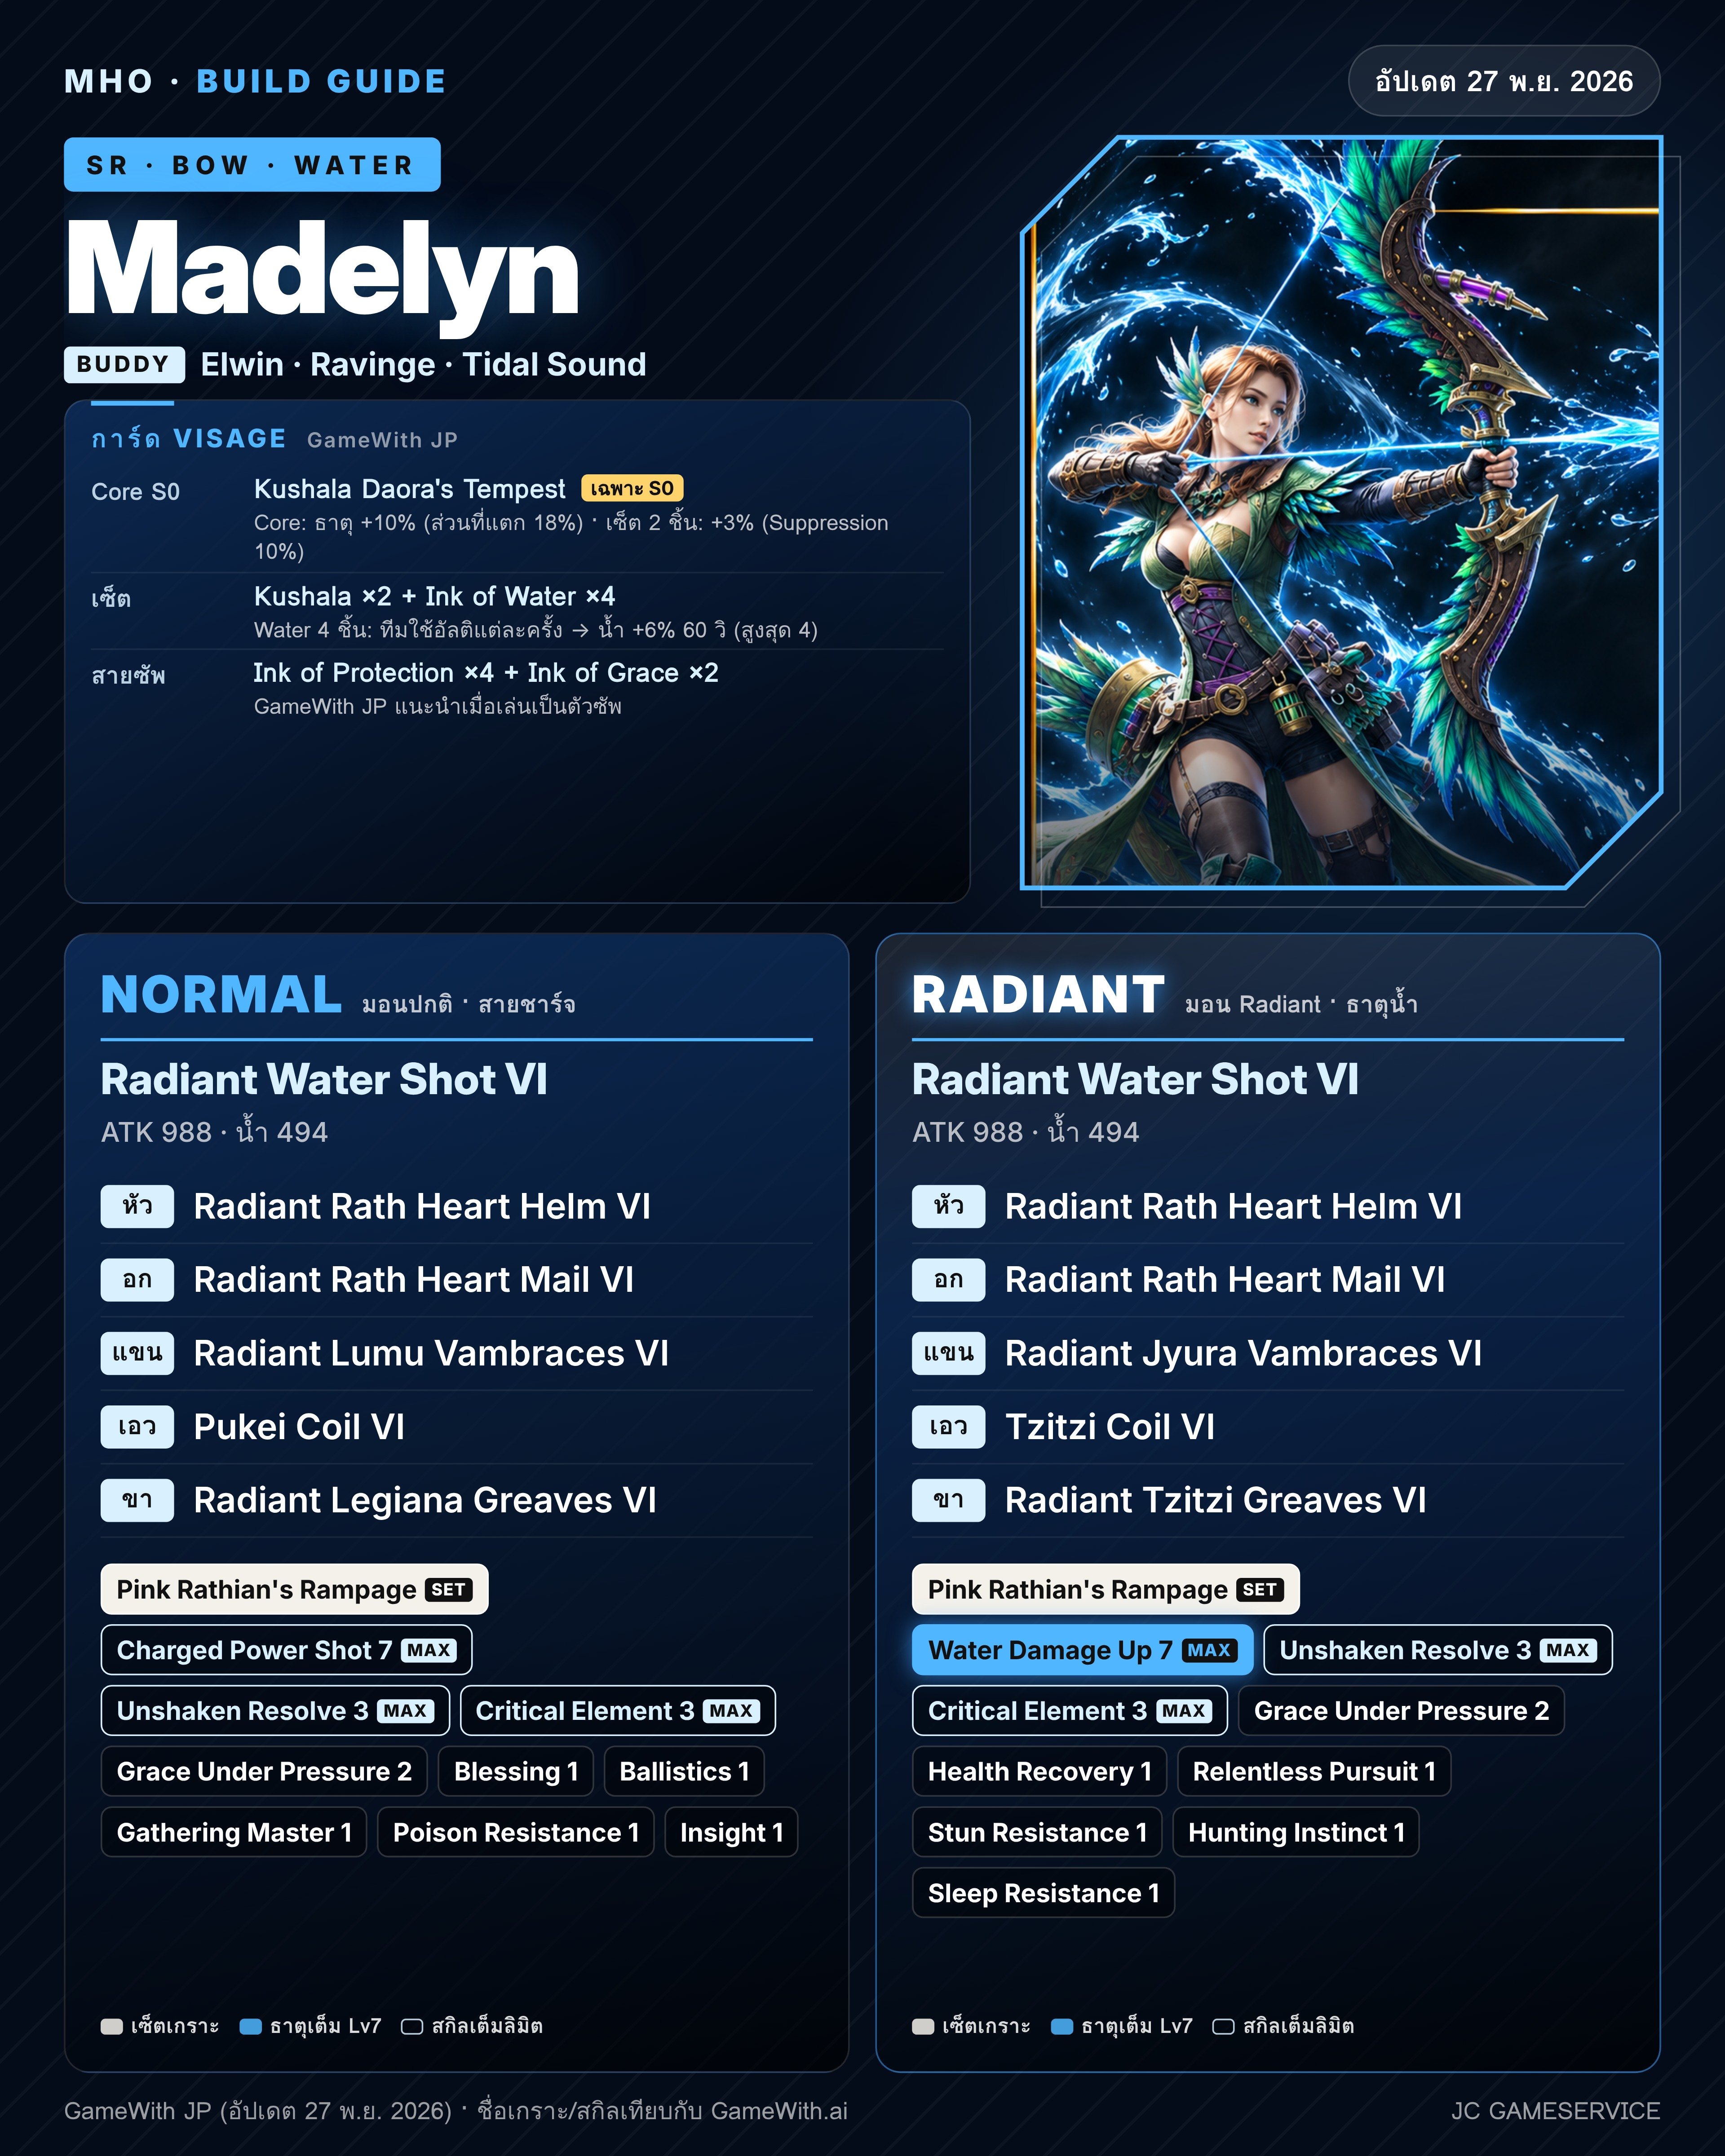 MHO · BUILD GUIDE
อัปเดต 27 พ.ย. 2026
SR · BOW · WATER
Madelyn
BUDDY Elwin · Ravinge · Tidal Sound
การ์ด VISAGE GameWith JP
Core S0 Kushala Daora's Tempest เฉพาะ S0
Core: ธาตุ +10% (ส่วนที่แตก 18%) · เซ็ต 2 ชิ้น: +3% (Suppression
10%)
เซ็ต Kushala ×2 + Ink of Water ×4
Water 4 ชิ้น: ทีมใช้อัลติแต่ละครั้ง → น้ำ +6% 60 วิ (สูงสุด 4)
สายซัพ Ink of Protection ×4 + Ink of Grace ×2
GameWith JP แนะนำเมื่อเล่นเป็นตัวซัพ
NORMAL มอนปกติ · สายชาร์จ
Radiant Water Shot VI
ATK 988 · น้ำ 494
หัว Radiant Rath Heart Helm VI
อก Radiant Rath Heart Mail VI
แขน Radiant Lumu Vambraces VI
เอว Pukei Coil VI
ขา Radiant Legiana Greaves VI
Pink Rathian's Rampage SET
Charged Power Shot 7 MAX
Unshaken Resolve 3 MAX Critical Element 3 MAX
Grace Under Pressure 2 Blessing 1 Ballistics 1
Gathering Master 1 Poison Resistance 1 Insight 1
เซ็ตเกราะ ธาตุเต็ม Lv7 สกิลเต็มลิมิต
RADIANT มอน Radiant · ธาตุน้ำ
Radiant Water Shot VI
ATK 988 · น้ำ 494
หัว Radiant Rath Heart Helm VI
อก Radiant Rath Heart Mail VI
แขน Radiant Jyura Vambraces VI
เอว Tzitzi Coil VI
ขา Radiant Tzitzi Greaves VI
Pink Rathian's Rampage SET
Water Damage Up 7 MAX Unshaken Resolve 3 MAX
Critical Element 3 MAX Grace Under Pressure 2
Health Recovery 1 Relentless Pursuit 1
Stun Resistance 1 Hunting Instinct 1
Sleep Resistance 1
เซ็ตเกราะ ธาตุเต็ม Lv7 สกิลเต็มลิมิต
GameWith JP (อัปเดต 27 พ.ย. 2026) · ชื่อเกราะ/สกิลเทียบกับ GameWith.ai
JC GAMESERVICE